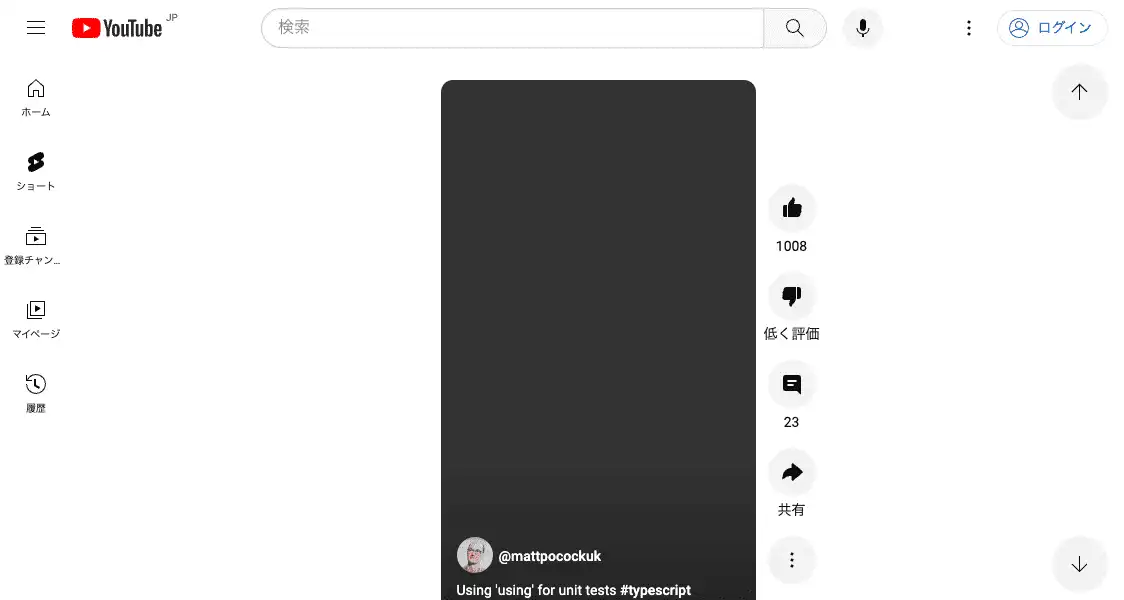 YouTube JP
検索
ログイン
ホーム
ショート
登録チャン...
マイページ
履歴
1008
低く評価
23
共有
@mattpocockuk
Using 'using' for unit tests #typescript